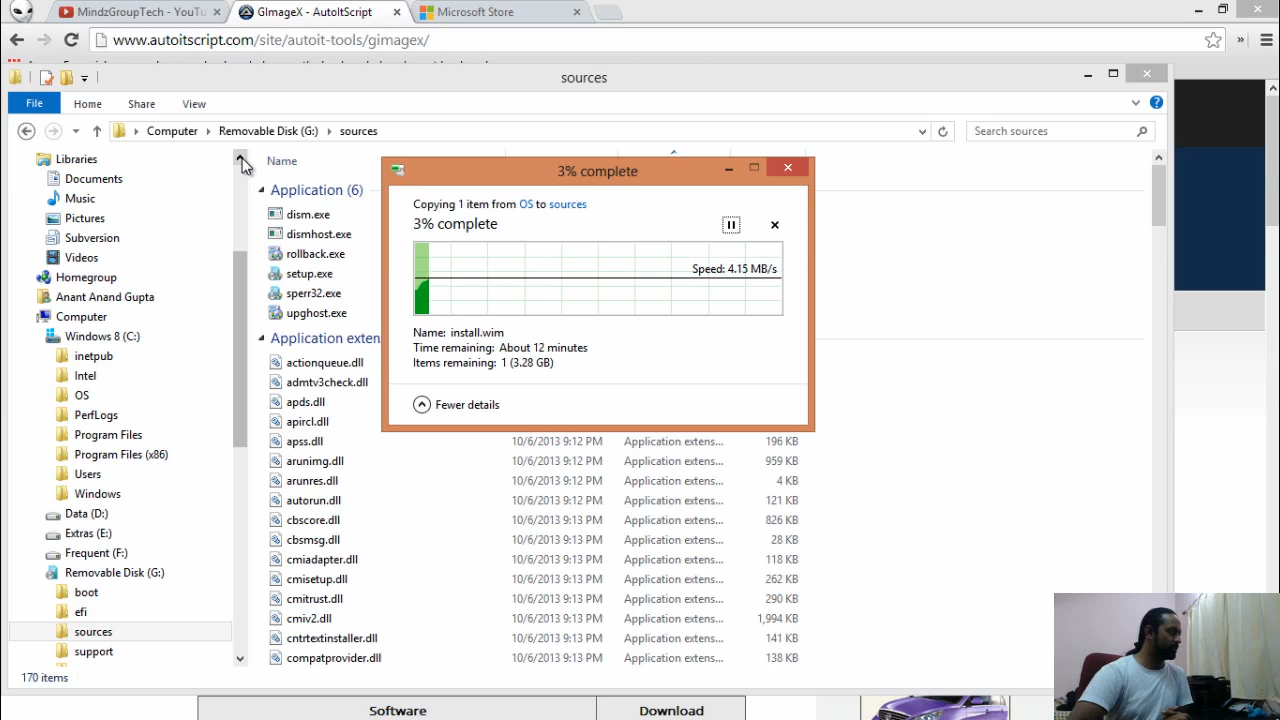 MindzGroupTech - YouTu
GImageX - AutoItScript
Microsoft Store
www.autoitscript.com/site/autoit-tools/gimagex/
sources
File
Home
Share
View
Computer
Removable Disk (G:)
sources
Search sources
Libraries
Documents
Music
Pictures
Subversion
Videos
Homegroup
Anant Anand Gupta
Computer
Windows 8 (C:)
inetpub
Intel
OS
PerfLogs
Program Files
Program Files (x86)
Users
Windows
Data (D:)
Extras (E:)
Frequent (F:)
Removable Disk (G:)
boot
efi
sources
support
Name
Application (6)
dism.exe
dismhost.exe
rollback.exe
setup.exe
sperr32.exe
upghost.exe
Application exten
actionqueue.dll
admtv3check.dll
apds.dll
apircl.dll
apss.dll 10/6/2013 9:12 PM Application extens... 196 KB
arunimg.dll 10/6/2013 9:12 PM Application extens... 959 KB
arunres.dll 10/6/2013 9:12 PM Application extens... 4 KB
autorun.dll 10/6/2013 9:12 PM Application extens... 121 KB
cbscore.dll 10/6/2013 9:13 PM Application extens... 826 KB
cbsmsg.dll 10/6/2013 9:13 PM Application extens... 28 KB
cmiadapter.dll 10/6/2013 9:13 PM Application extens... 118 KB
cmisetup.dll 10/6/2013 9:13 PM Application extens... 262 KB
cmitrust.dll 10/6/2013 9:13 PM Application extens... 290 KB
cmiv2.dll 10/6/2013 9:13 PM Application extens... 1,994 KB
cntrtextinstaller.dll 10/6/2013 9:13 PM Application extens... 141 KB
compatprovider.dll 10/6/2013 9:13 PM Application extens... 138 KB
3% complete
Copying 1 item from OS to sources
3% complete
Speed: 4.15 MB/s
Name: install.wim
Time remaining: About 12 minutes
Items remaining: 1 (3.28 GB)
Fewer details
170 items
Software
Download